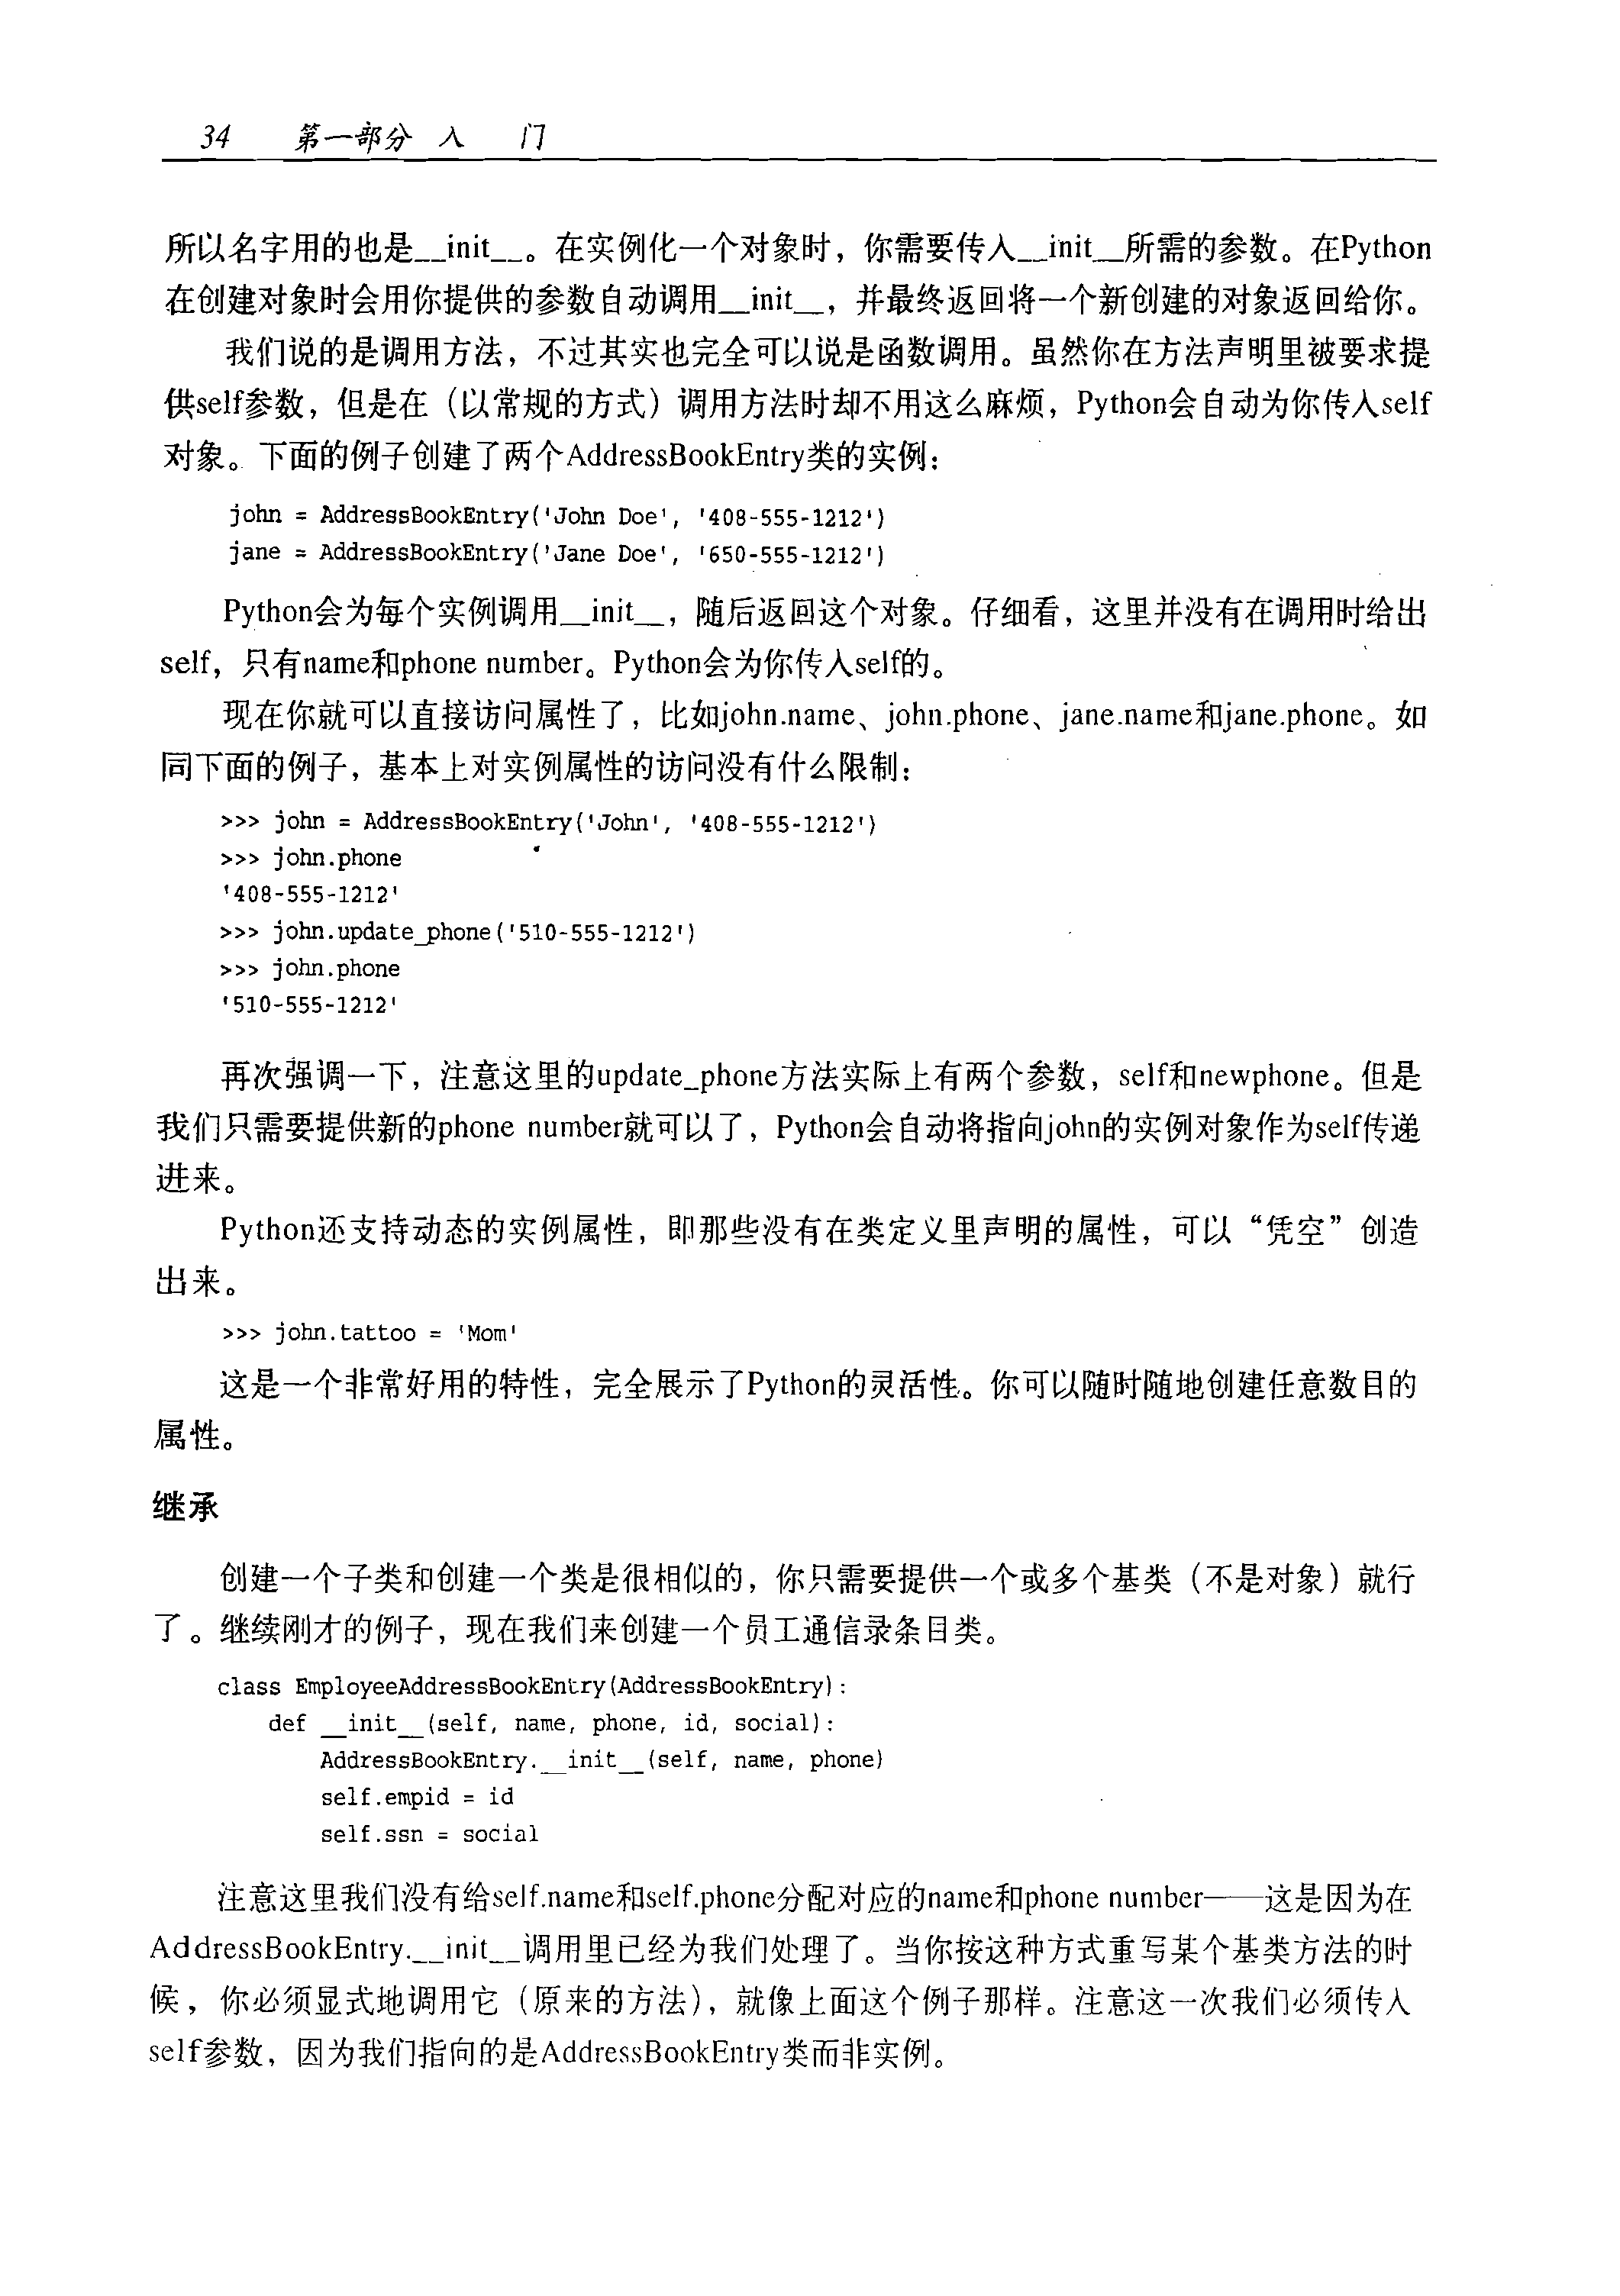 34 第一部分 入 门
所以名字用的也是__init__。在实例化一个对象时，你需要传入__init__所需的参数。在Python
在创建对象时会用你提供的参数自动调用__init__，并最终返回将一个新创建的对象返回给你。
我们说的是调用方法，不过其实也完全可以说是函数调用。虽然你在方法声明里被要求提
供self参数，但是在（以常规的方式）调用方法时却不用这么麻烦，Python会自动为你传入self
对象。下面的例子创建了两个AddressBookEntry类的实例：
john = AddressBookEntry('John Doe', '408-555-1212')
jane = AddressBookEntry('Jane Doe', '650-555-1212')
Python会为每个实例调用__init__，随后返回这个对象。仔细看，这里并没有在调用时给出
self，只有name和phone number。Python会为你传入self的。
现在你就可以直接访问属性了，比如john.name、john.phone、jane.name和jane.phone。如
同下面的例子，基本上对实例属性的访问没有什么限制：
>>> john = AddressBookEntry('John', '408-555-1212')
>>> john.phone
'408-555-1212'
>>> john.update_phone('510-555-1212')
>>> john.phone
'510-555-1212'
再次强调一下，注意这里的update_phone方法实际上有两个参数，self和newphone。但是
我们只需要提供新的phone number就可以了，Python会自动将指向john的实例对象作为self传递
进来。
Python还支持动态的实例属性，即那些没有在类定义里声明的属性，可以“凭空”创造
出来。
>>> john.tattoo = 'Mom'
这是一个非常好用的特性，完全展示了Python的灵活性。你可以随时随地创建任意数目的
属性。
继承
创建一个子类和创建一个类是很相似的，你只需要提供一个或多个基类（不是对象）就行
了。继续刚才的例子，现在我们来创建一个员工通信录条目类。
class EmployeeAddressBookEntry(AddressBookEntry):
def __init__(self, name, phone, id, social):
AddressBookEntry.__init__(self, name, phone)
self.empid = id
self.ssn = social
注意这里我们没有给self.name和self.phone分配对应的name和phone number——这是因为在
AddressBookEntry.__init__调用里已经为我们处理了。当你按这种方式重写某个基类方法的时
候，你必须显式地调用它（原来的方法），就像上面这个例子那样。注意这一次我们必须传入
self参数，因为我们指向的是AddressBookEntry类而非实例。